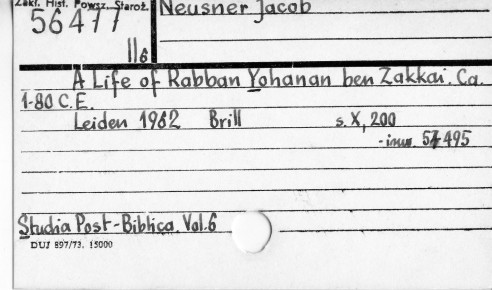 Zakł. Hist. Powsz. Staroż.
Neusner Jacob
56477
II6
A Life of Rabban Yohanan ben Zakkai. Ca.
1-80 C.E.
Leiden 1962 Brill s. X, 200
- inw. 57495
Studia Post-Biblica. Vol. 6
DUJ 897/73. 15000